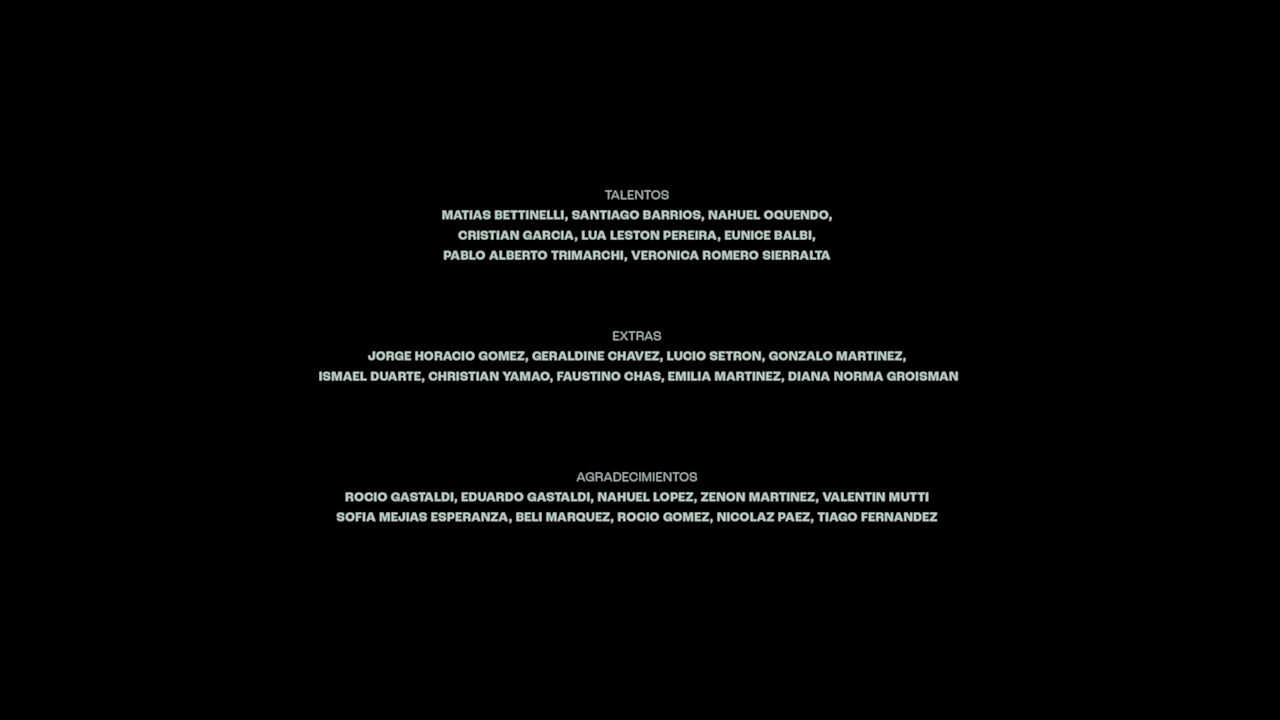 TALENTOS
MATIAS BETTINELLI, SANTIAGO BARRIOS, NAHUEL OQUENDO,
CRISTIAN GARCIA, LUA LESTON PEREIRA, EUNICE BALBI,
PABLO ALBERTO TRIMARCHI, VERONICA ROMERO SIERRALTA
EXTRAS
JORGE HORACIO GOMEZ, GERALDINE CHAVEZ, LUCIO SETRON, GONZALO MARTINEZ,
ISMAEL DUARTE, CHRISTIAN YAMAO, FAUSTINO CHAS, EMILIA MARTINEZ, DIANA NORMA GROISMAN
AGRADECIMIENTOS
ROCIO GASTALDI, EDUARDO GASTALDI, NAHUEL LOPEZ, ZENON MARTINEZ, VALENTIN MUTTI
SOFIA MEJIAS ESPERANZA, BELI MARQUEZ, ROCIO GOMEZ, NICOLAZ PAEZ, TIAGO FERNANDEZ